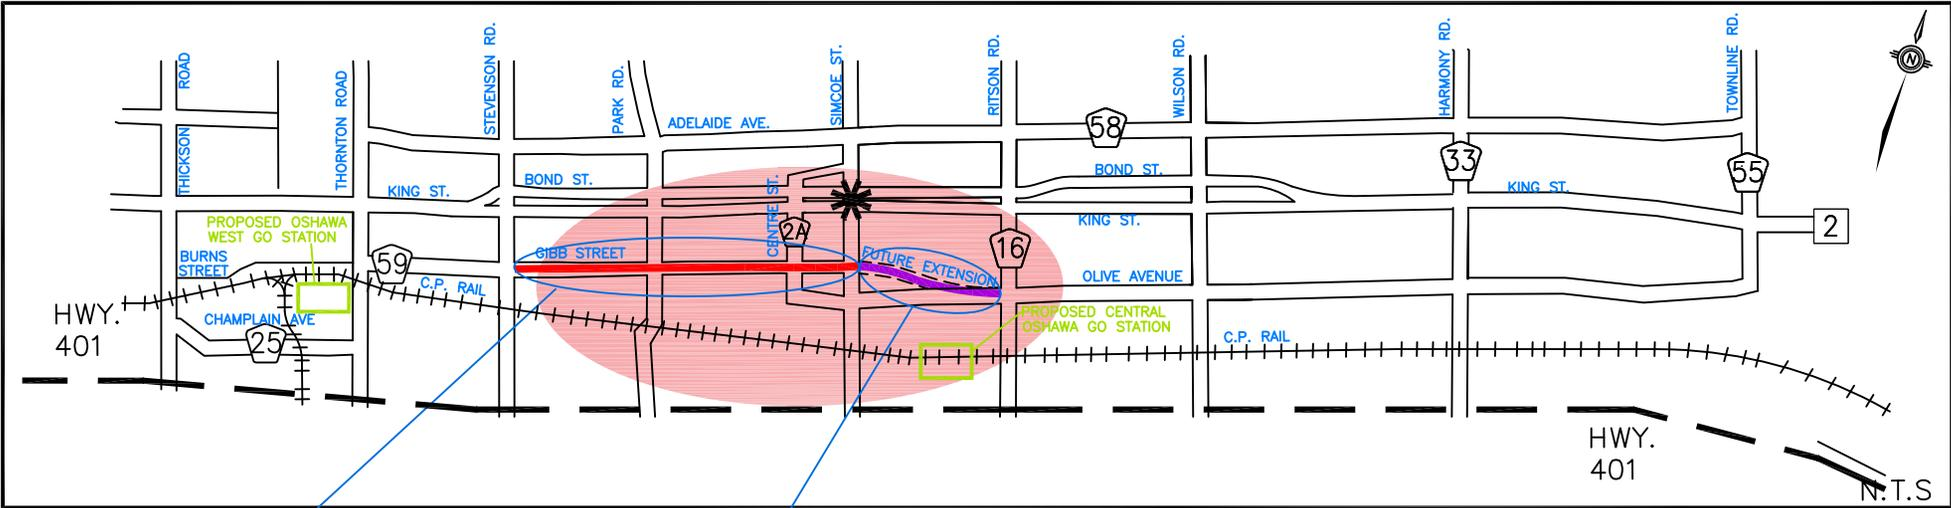 THICKSON ROAD
THORNTON ROAD
STEVENSON RD.
PARK RD.
SIMCOE ST.
RITSON RD.
WILSON RD.
HARMONY RD.
TOWNLINE RD.
N
ADELAIDE AVE.
58
33
55
KING ST.
BOND ST.
BOND ST.
KING ST.
CENTRE ST.
2A
KING ST.
2
PROPOSED OSHAWA
WEST GO STATION
BURNS
STREET
59
GIBB STREET
FUTURE EXTENSION
16
OLIVE AVENUE
C.P. RAIL
HWY.
401
CHAMPLAIN AVE
25
PROPOSED CENTRAL
OSHAWA GO STATION
C.P. RAIL
HWY.
401
N.T.S